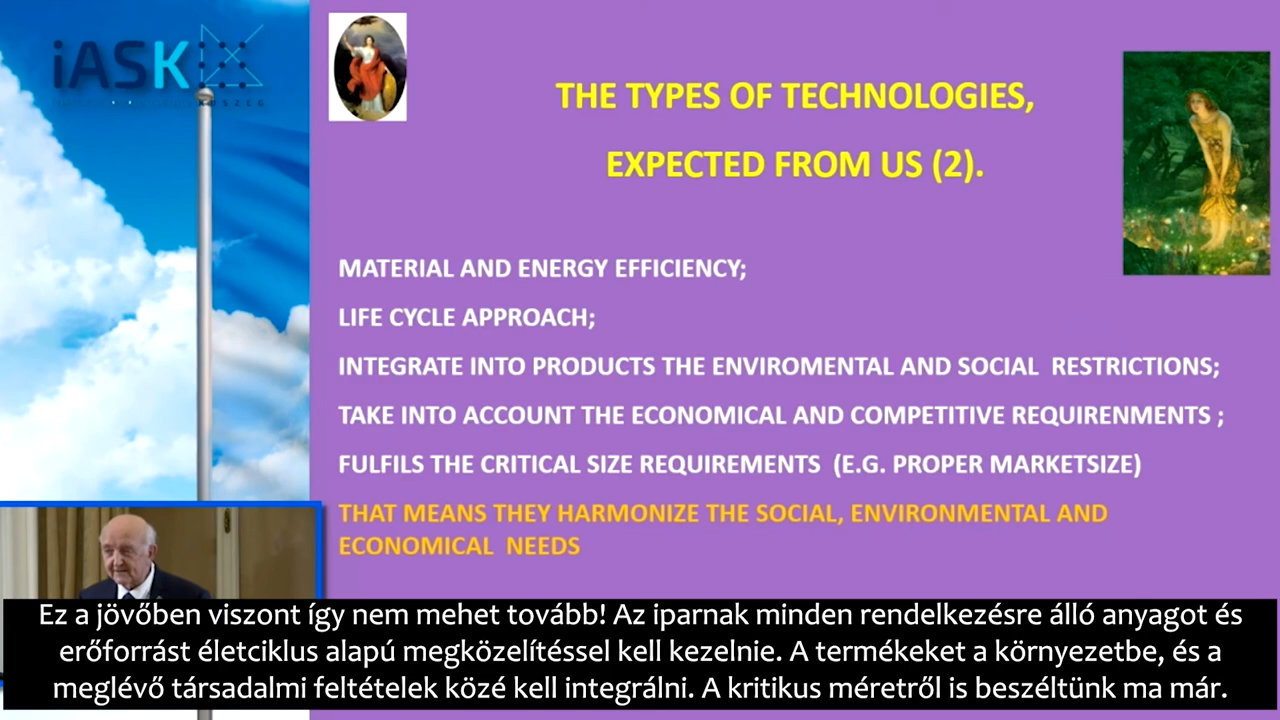 iASK
THE TYPES OF TECHNOLOGIES,
EXPECTED FROM US (2).
MATERIAL AND ENERGY EFFICIENCY;
LIFE CYCLE APPROACH;
INTEGRATE INTO PRODUCTS THE ENVIROMENTAL AND SOCIAL RESTRICTIONS;
TAKE INTO ACCOUNT THE ECONOMICAL AND COMPETITIVE REQUIRENMENTS ;
FULFILS THE CRITICAL SIZE REQUIREMENTS (E.G. PROPER MARKETSIZE)
THAT MEANS THEY HARMONIZE THE SOCIAL, ENVIRONMENTAL AND
ECONOMICAL NEEDS
Ez a jövőben viszont így nem mehet tovább! Az iparnak minden rendelkezésre álló anyagot és
erőforrást életciklus alapú megközelítéssel kell kezelnie. A termékeket a környezetbe, és a
meglévő társadalmi feltételek közé kell integrálni. A kritikus méretről is beszéltünk ma már.